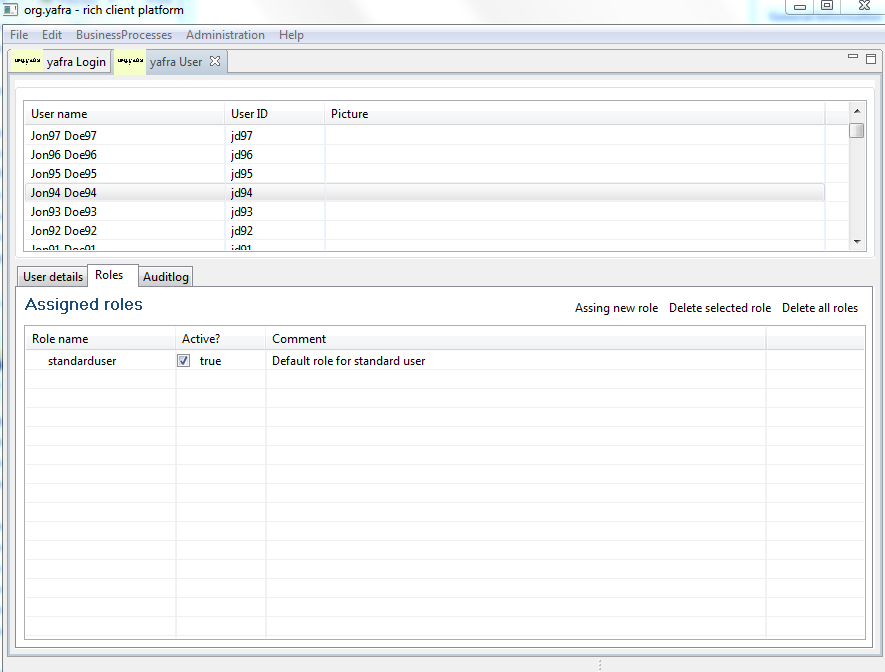 org.yafra - rich client platform
File Edit BusinessProcesses Administration Help
yafra Login yafra User
User name User ID Picture
Jon97 Doe97 jd97
Jon96 Doe96 jd96
Jon95 Doe95 jd95
Jon94 Doe94 jd94
Jon93 Doe93 jd93
Jon92 Doe92 jd92
Jon91 Doe91 jd91
User details Roles Auditlog
Assigned roles Assing new role Delete selected role Delete all roles
Role name Active? Comment
standarduser true Default role for standard user